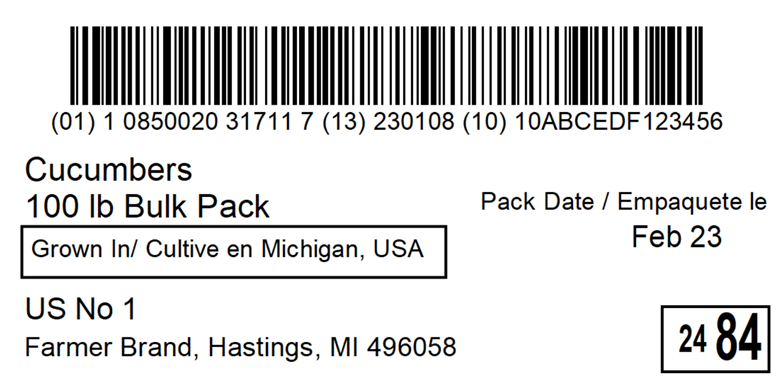 (01) 1 0850020 31711 7 (13) 230108 (10) 10ABCEDF123456
Cucumbers
100 lb Bulk Pack
Pack Date / Empaquete le
Feb 23
Grown In/ Cultive en Michigan, USA
US No 1
Farmer Brand, Hastings, MI 496058
24 84